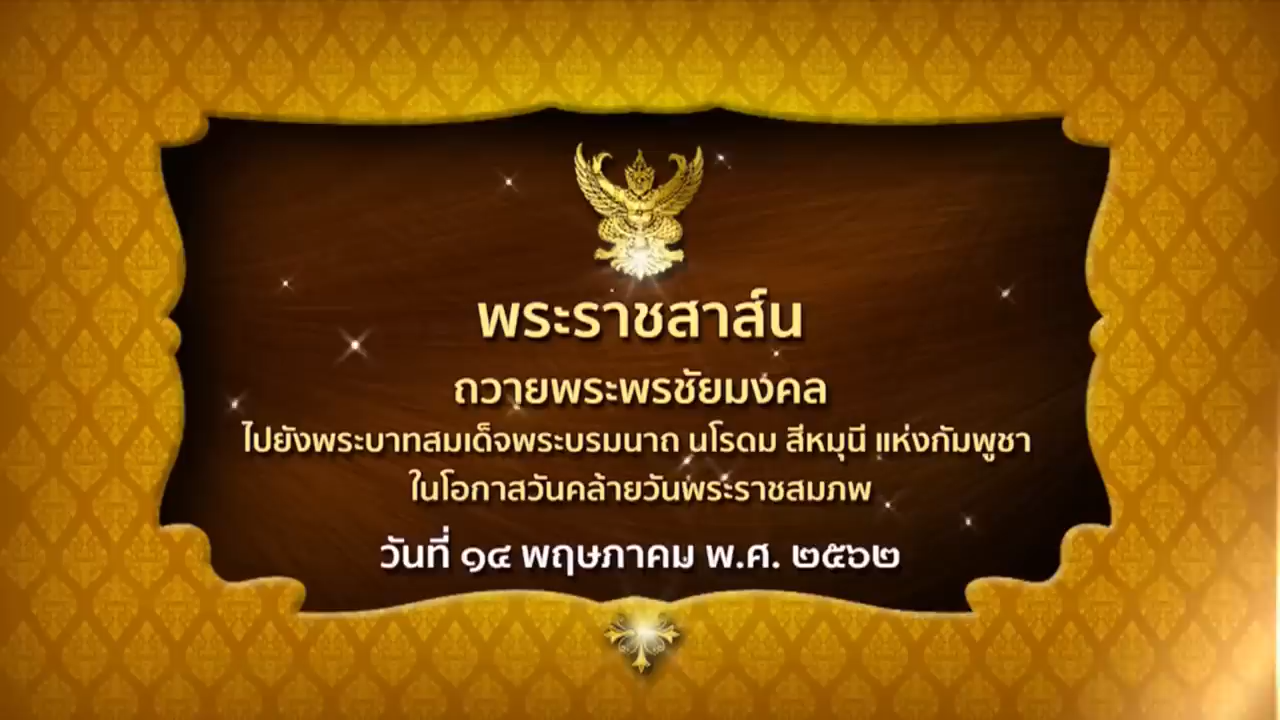 พระราชสาส์น
ถวายพระพรชัยมงคล
ไปยังพระบาทสมเด็จพระบรมนาถ นโรดม สีหมุนี แห่งกัมพูชา
ในโอกาสวันคล้ายวันพระราชสมภพ
วันที่ ๑๔ พฤษภาคม พ.ศ. ๒๕๖๒